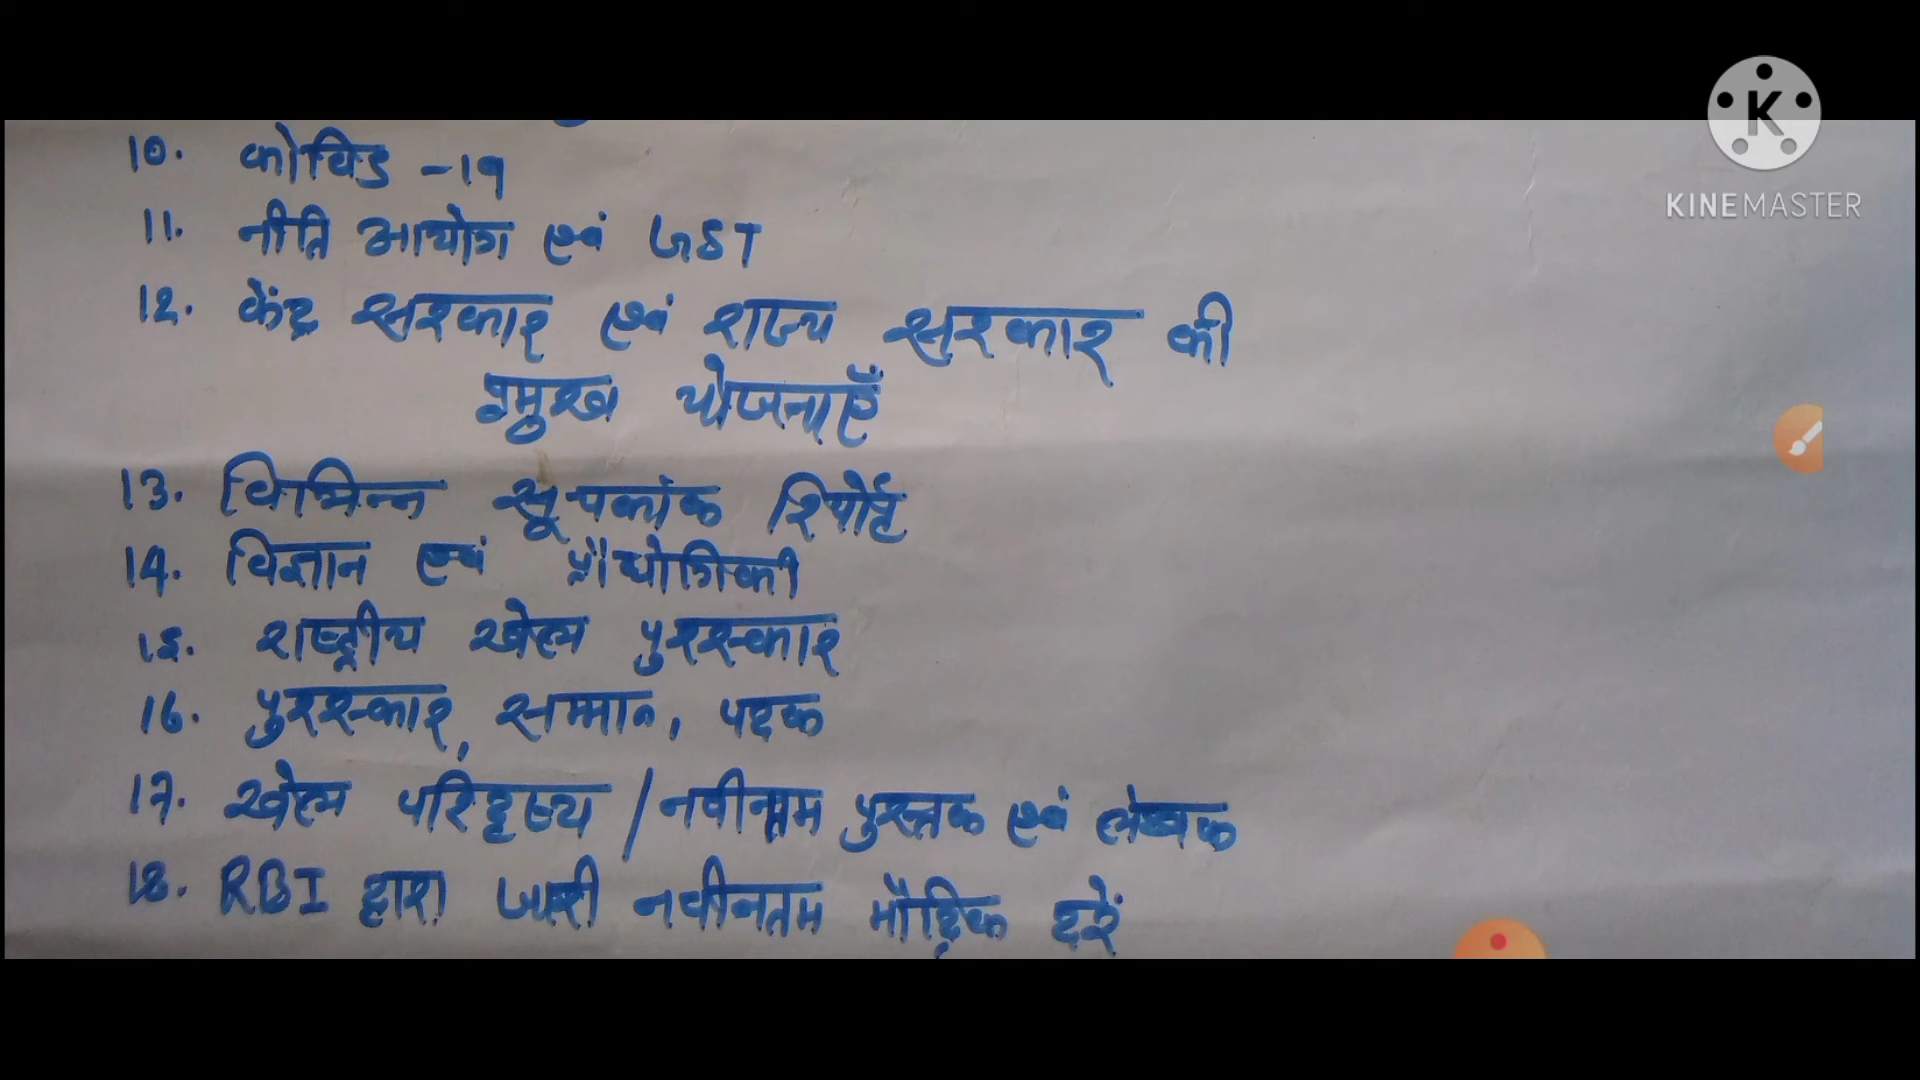 KINEMASTER
10. कोविड -19
11. नीति आयोग एवं GST
12. केंद्र सरकार एवं राज्य सरकार की
प्रमुख योजनाएँ
13. विभिन्न सूचकांक रिपोर्ट
14. विज्ञान एवं प्रौद्योगिकी
15. राष्ट्रीय खेल पुरस्कार
16. पुरस्कार, सम्मान, पदक
17. खेल परिदृष्य / नवीनतम पुस्तक एवं लेखक
18. RBI द्वारा जारी नवीनतम मौद्रिक दरें